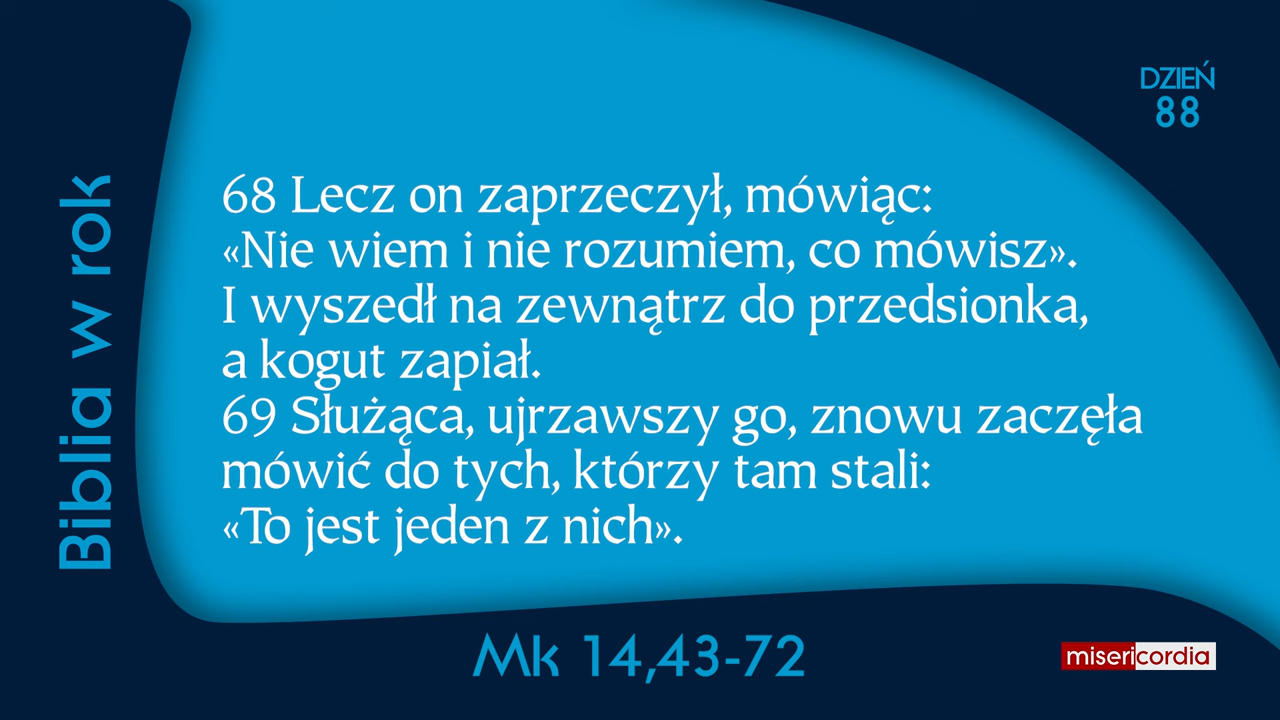 DZIEŃ
88
Biblia w rok
68 Lecz on zaprzeczył, mówiąc:
«Nie wiem i nie rozumiem, co mówisz».
I wyszedł na zewnątrz do przedsionka,
a kogut zapiał.
69 Służąca, ujrzawszy go, znowu zaczęła
mówić do tych, którzy tam stali:
«To jest jeden z nich».
Mk 14,43-72
misericordia